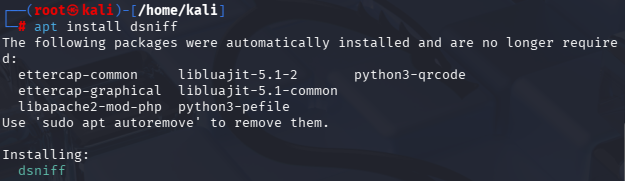 ┌──(root㉿kali)-[/home/kali]
└─# apt install dsniff
The following packages were automatically installed and are no longer require
d:
  ettercap-common     libluajit-5.1-2       python3-qrcode
  ettercap-graphical  libluajit-5.1-common
  libapache2-mod-php  python3-pefile
Use 'sudo apt autoremove' to remove them.

Installing:
  dsniff